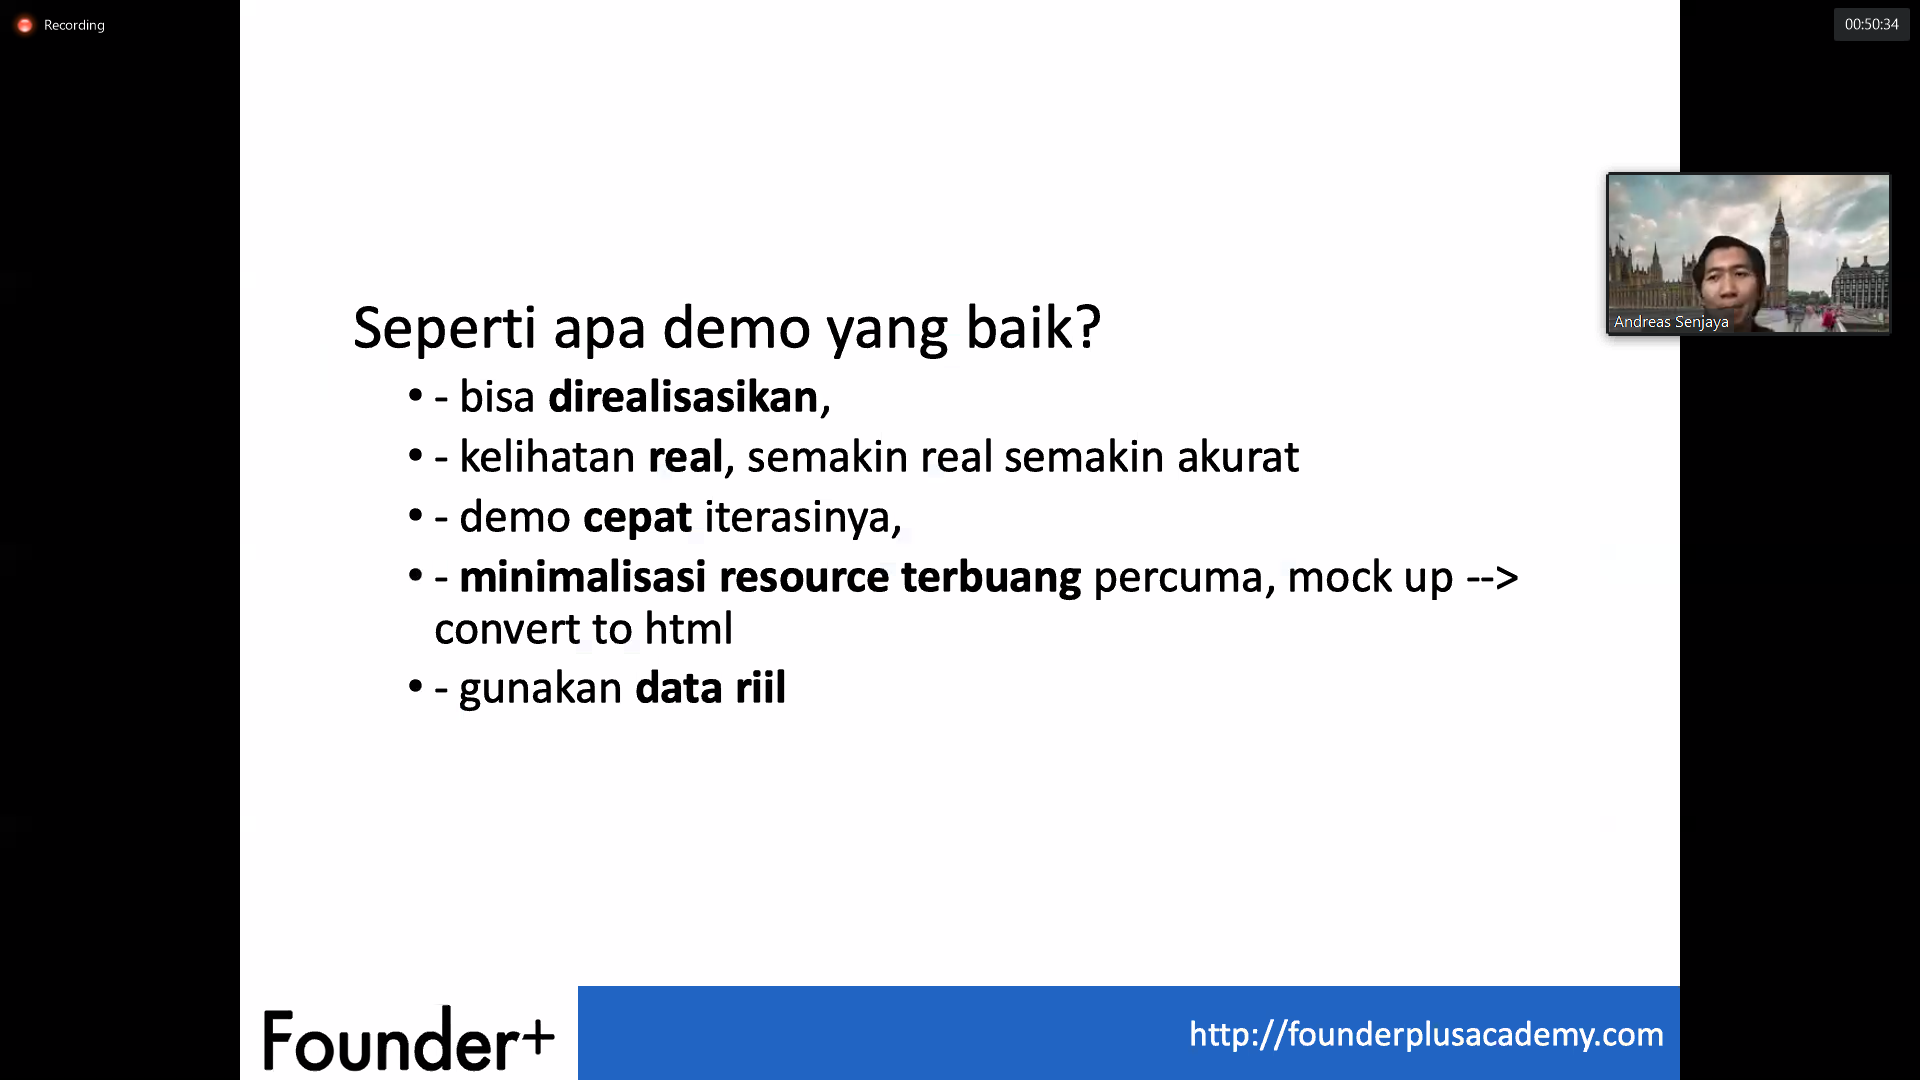 Recording
00:50:34
Andreas Senjaya
Seperti apa demo yang baik?
• - bisa direalisasikan,
• - kelihatan real, semakin real semakin akurat
• - demo cepat iterasinya,
• - minimalisasi resource terbuang percuma, mock up -->
convert to html
• - gunakan data riil
Founder+
http://founderplusacademy.com